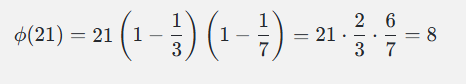 ϕ(21) = 21 (1 − 1/3) (1 − 1/7) = 21 · 2/3 · 6/7 = 8